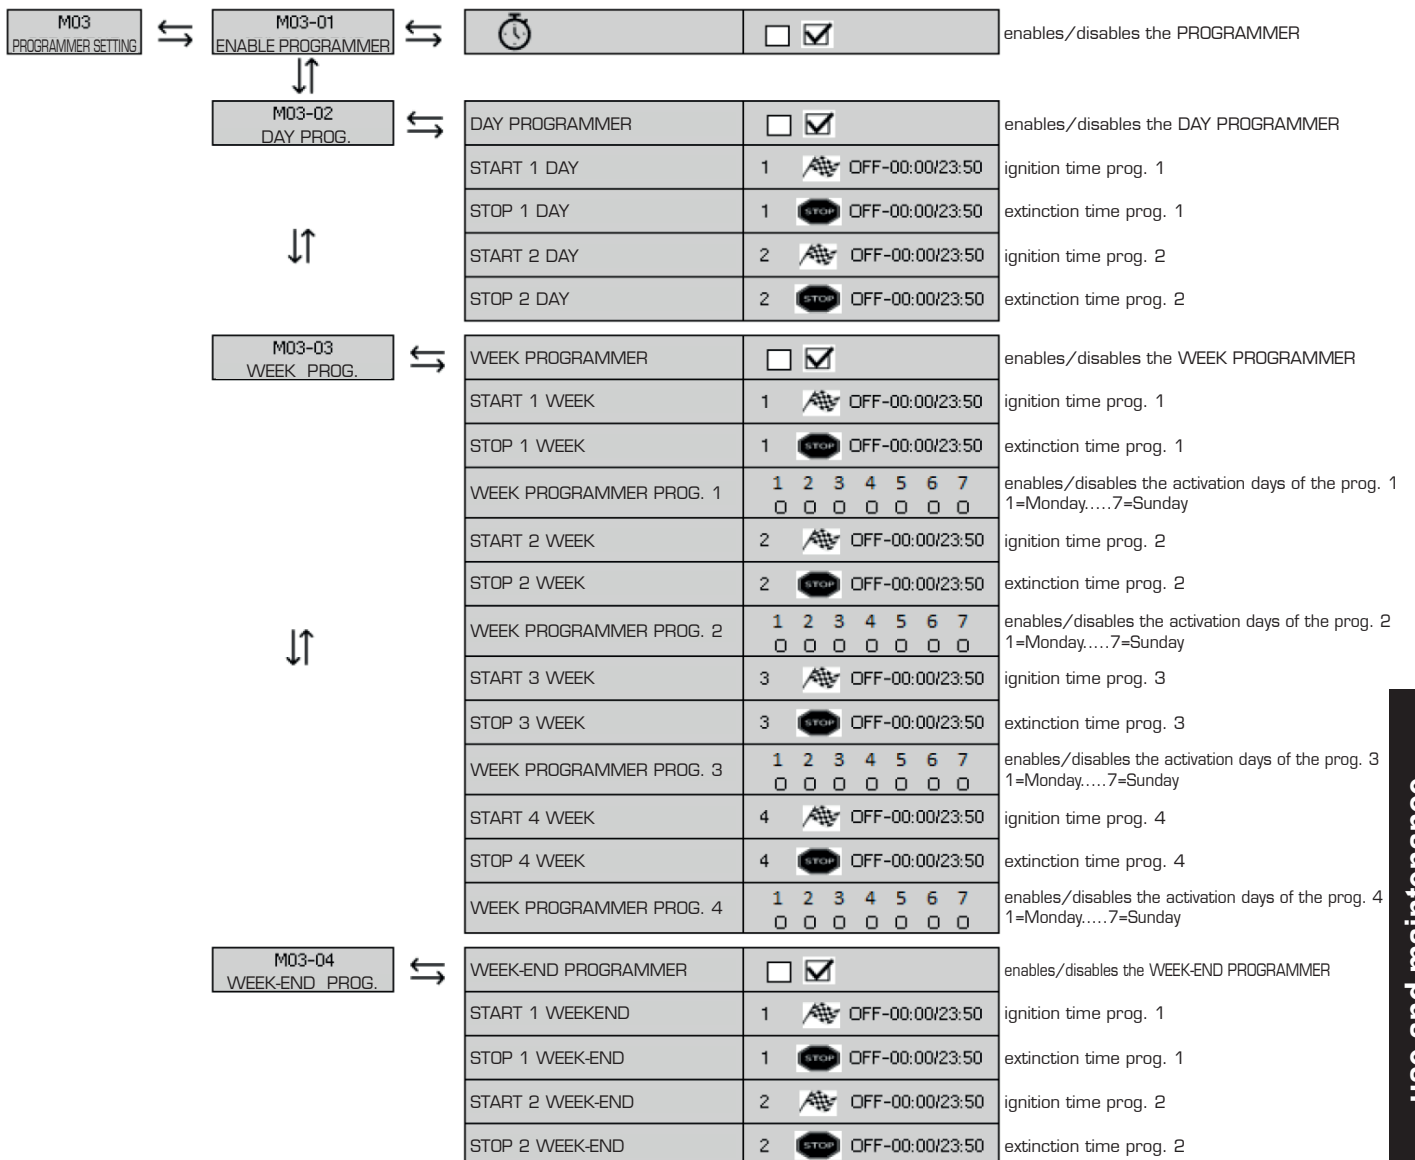 M03
PROGRAMMER SETTING
M03-01
ENABLE PROGRAMMER
enables/disables the PROGRAMMER
M03-02
DAY PROG.
DAY PROGRAMMER
enables/disables the DAY PROGRAMMER
START 1 DAY 1 OFF-00:00/23:50 ignition time prog. 1
STOP 1 DAY 1 STOP OFF-00:00/23:50 extinction time prog. 1
START 2 DAY 2 OFF-00:00/23:50 ignition time prog. 2
STOP 2 DAY 2 STOP OFF-00:00/23:50 extinction time prog. 2
M03-03
WEEK PROG.
WEEK PROGRAMMER
enables/disables the WEEK PROGRAMMER
START 1 WEEK 1 OFF-00:00/23:50 ignition time prog. 1
STOP 1 WEEK 1 STOP OFF-00:00/23:50 extinction time prog. 1
WEEK PROGRAMMER PROG. 1
1 2 3 4 5 6 7
enables/disables the activation days of the prog. 1
1=Monday.....7=Sunday
START 2 WEEK 2 OFF-00:00/23:50 ignition time prog. 2
STOP 2 WEEK 2 STOP OFF-00:00/23:50 extinction time prog. 2
WEEK PROGRAMMER PROG. 2
1 2 3 4 5 6 7
enables/disables the activation days of the prog. 2
1=Monday.....7=Sunday
START 3 WEEK 3 OFF-00:00/23:50 ignition time prog. 3
STOP 3 WEEK 3 STOP OFF-00:00/23:50 extinction time prog. 3
WEEK PROGRAMMER PROG. 3
1 2 3 4 5 6 7
enables/disables the activation days of the prog. 3
1=Monday.....7=Sunday
START 4 WEEK 4 OFF-00:00/23:50 ignition time prog. 4
STOP 4 WEEK 4 STOP OFF-00:00/23:50 extinction time prog. 4
WEEK PROGRAMMER PROG. 4
1 2 3 4 5 6 7
enables/disables the activation days of the prog. 4
1=Monday.....7=Sunday
M03-04
WEEK-END PROG.
WEEK-END PROGRAMMER
enables/disables the WEEK-END PROGRAMMER
START 1 WEEKEND 1 OFF-00:00/23:50 ignition time prog. 1
STOP 1 WEEK-END 1 STOP OFF-00:00/23:50 extinction time prog. 1
START 2 WEEK-END 2 OFF-00:00/23:50 ignition time prog. 2
STOP 2 WEEK-END 2 STOP OFF-00:00/23:50 extinction time prog. 2